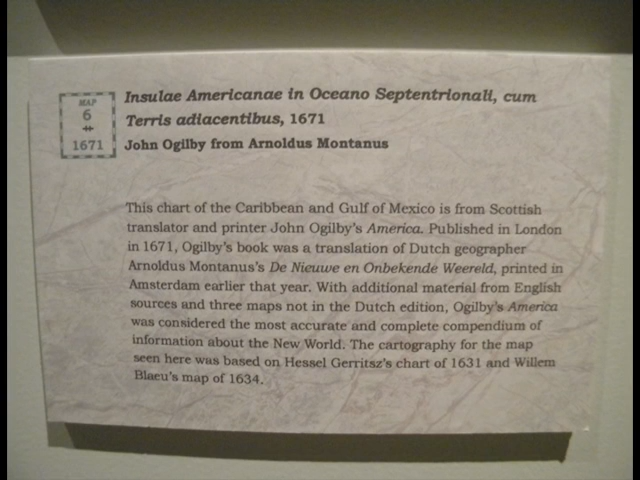 MAP
6
1671
Insulae Americanae in Oceano Septentrionali, cum
Terris adiacentibus, 1671
John Ogilby from Arnoldus Montanus
This chart of the Caribbean and Gulf of Mexico is from Scottish
translator and printer John Ogilby's America. Published in London
in 1671, Ogilby's book was a translation of Dutch geographer
Arnoldus Montanus's De Nieuwe en Onbekende Weereld, printed in
Amsterdam earlier that year. With additional material from English
sources and three maps not in the Dutch edition, Ogilby's America
was considered the most accurate and complete compendium of
information about the New World. The cartography for the map
seen here was based on Hessel Gerritsz's chart of 1631 and Willem
Blaeu's map of 1634.